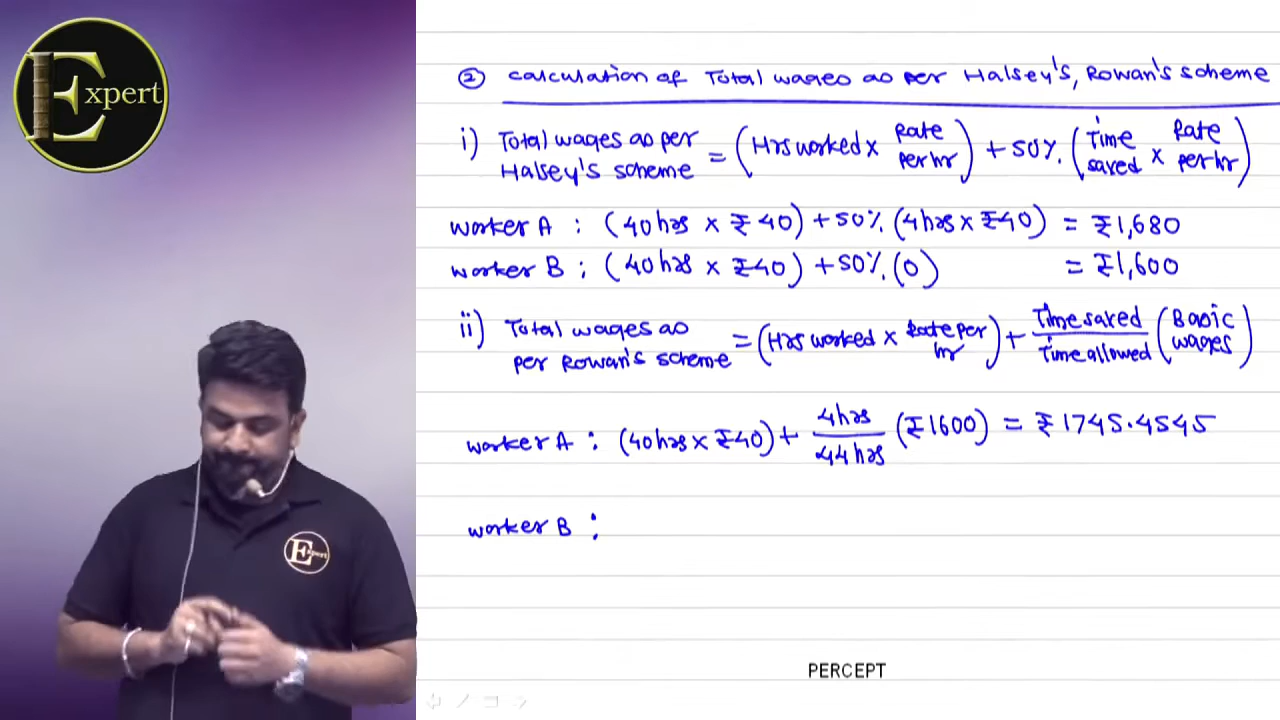 Expert
② calculation of Total wages as per Halsey's, Rowan's scheme
i) Total wages as per Halsey's scheme = (Hrs worked × Rate per hr) + 50% (Time saved × Rate per hr)
worker A : (40 hrs × ₹40) + 50% (4 hrs × ₹40) = ₹1,680
worker B : (40 hrs × ₹40) + 50% (0) = ₹1,600
ii) Total wages as per Rowan's scheme = (Hrs worked × Rate per hr) + Time saved / Time allowed (Basic wages)
worker A : (40 hrs × ₹40) + 4 hrs / 44 hrs (₹1600) = ₹1745.4545
worker B :
Expert
PERCEPT